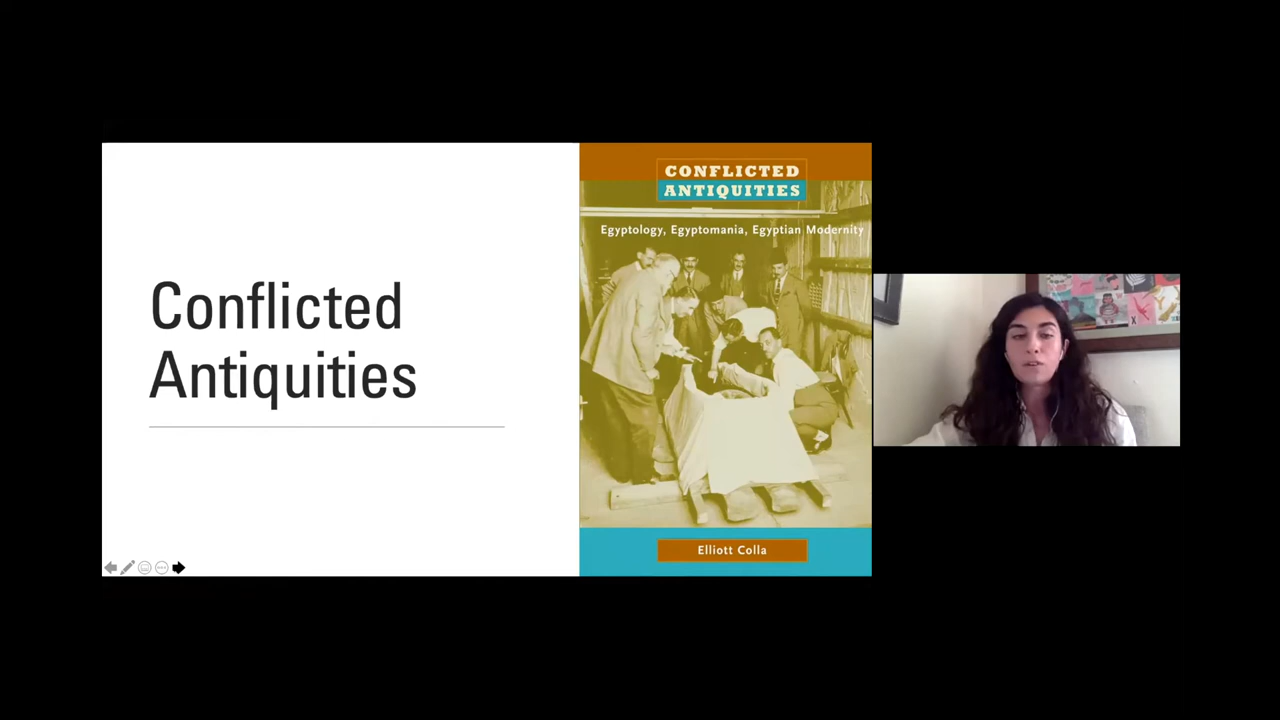 Conflicted
Antiquities
CONFLICTED
ANTIQUITIES
Egyptology, Egyptomania, Egyptian Modernity
Elliott Colla